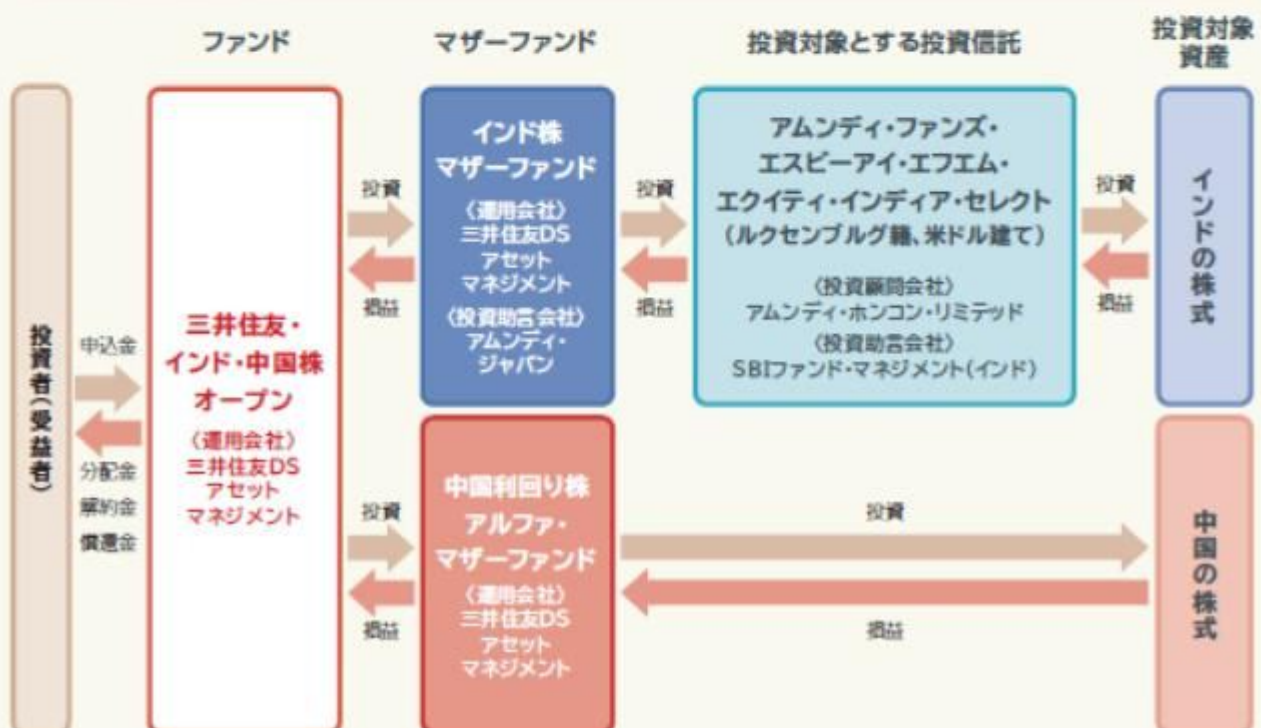 ファンド
マザーファンド
投資対象とする投資信託
投資対象
資産
投資者(受益者)
申込金
分配金
解約金
償還金
三井住友・
インド・中国株
オープン
〈運用会社〉
三井住友DS
アセット
マネジメント
投資
損益
インド株
マザーファンド
〈運用会社〉
三井住友DS
アセット
マネジメント
〈投資助言会社〉
アムンディ・
ジャパン
投資
損益
アムンディ・ファンズ・
エスビーアイ・エフエム・
エクイティ・インディア・セレクト
(ルクセンブルグ籍、米ドル建て)
〈投資顧問会社〉
アムンディ・ホンコン・リミテッド
〈投資助言会社〉
SBIファンド・マネジメント(インド)
投資
損益
インドの株式
投資
損益
中国利回り株
アルファ・
マザーファンド
〈運用会社〉
三井住友DS
アセット
マネジメント
投資
損益
中国の株式